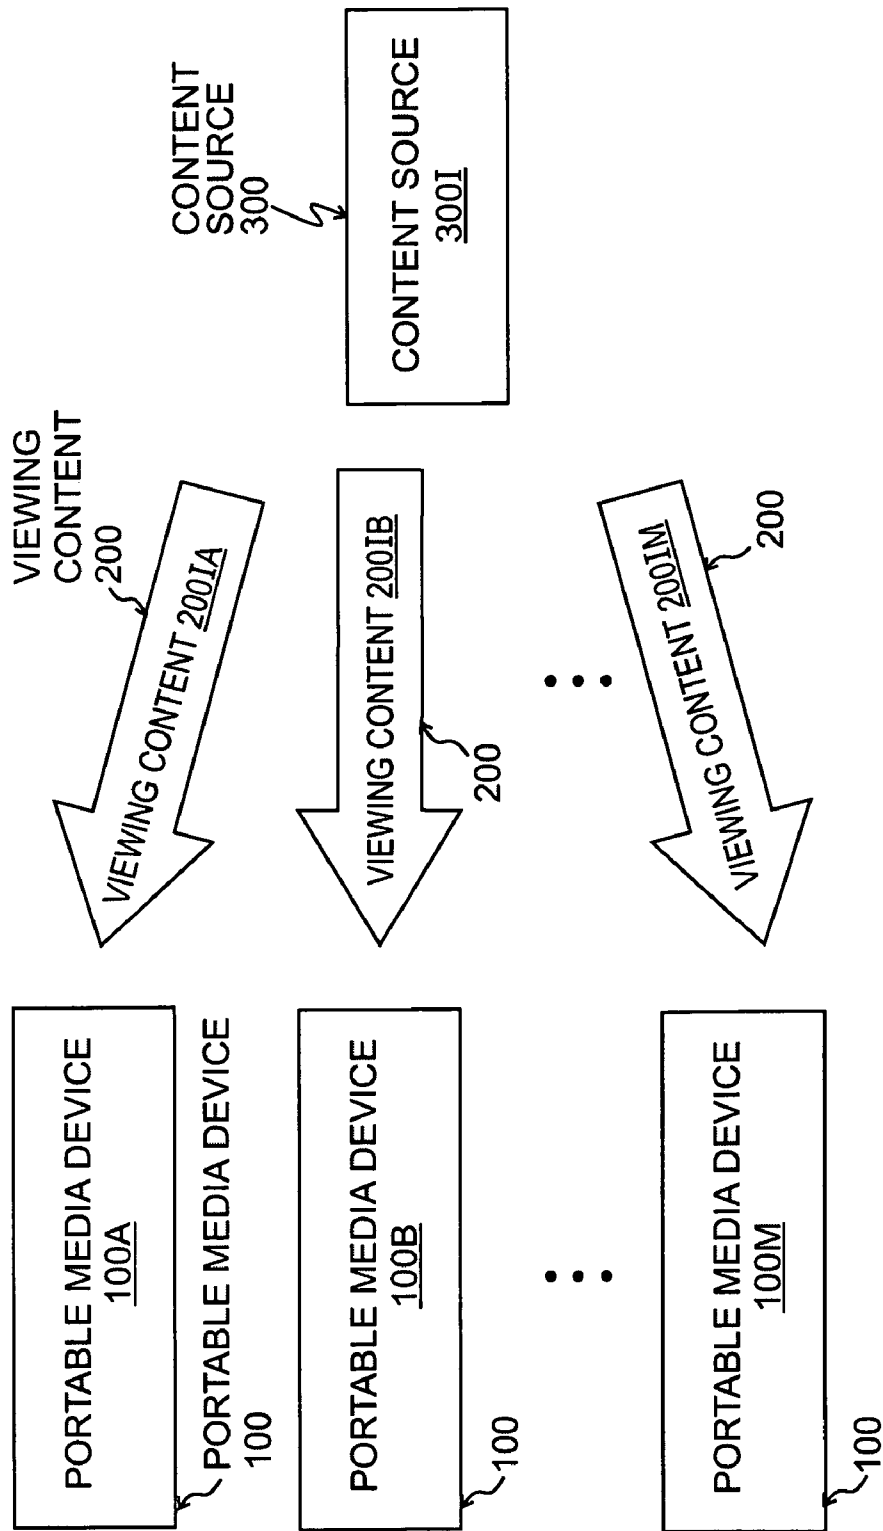 PORTABLE MEDIA DEVICE
100A
PORTABLE MEDIA DEVICE
100
PORTABLE MEDIA DEVICE
100B
100
PORTABLE MEDIA DEVICE
100M
100
VIEWING
CONTENT
200
VIEWING CONTENT 200IA
VIEWING CONTENT 200IB
200
VIEWING CONTENT 200IM
200
CONTENT
SOURCE
300
CONTENT SOURCE
300I